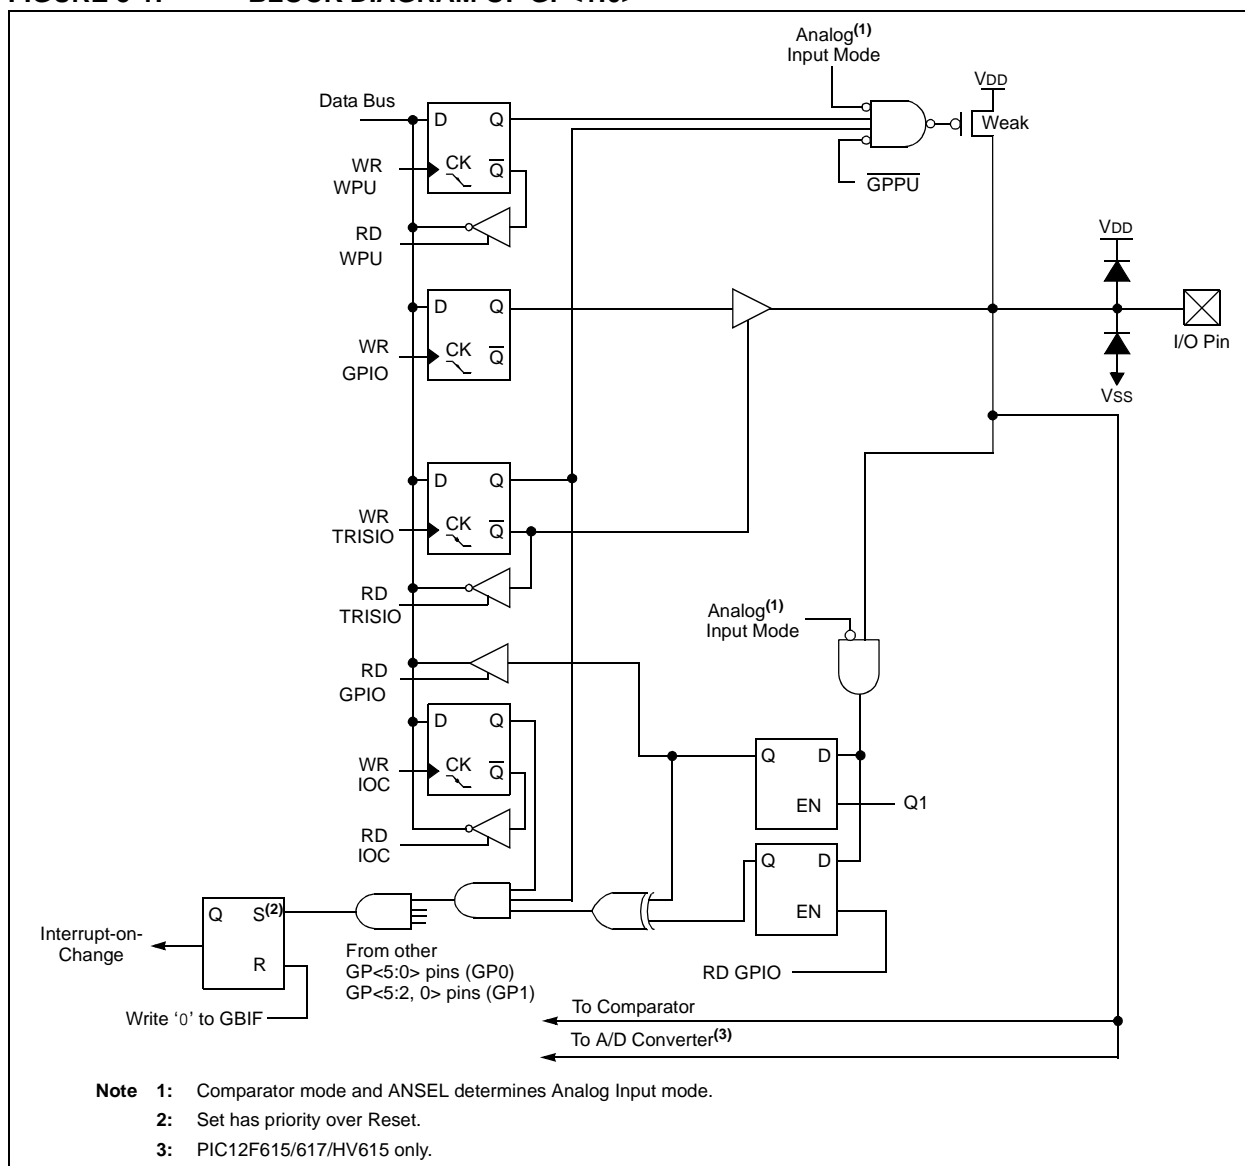 Analog(1)
Input Mode
VDD
Data Bus
D Q
Weak
WR
WPU
CK Q
GPPU
RD
WPU
VDD
D Q
WR
GPIO
CK Q
I/O Pin
VSS
D Q
WR
TRISIO
CK Q
RD
TRISIO
Analog(1)
Input Mode
RD
GPIO
D Q
WR
IOC
CK Q
Q D
EN
Q1
RD
IOC
Q D
EN
Q S(2)
R
Interrupt-on-
Change
From other
GP<5:0> pins (GP0)
GP<5:2, 0> pins (GP1)
RD GPIO
Write ‘0’ to GBIF
To Comparator
To A/D Converter(3)
Note 1: Comparator mode and ANSEL determines Analog Input mode.
2: Set has priority over Reset.
3: PIC12F615/617/HV615 only.